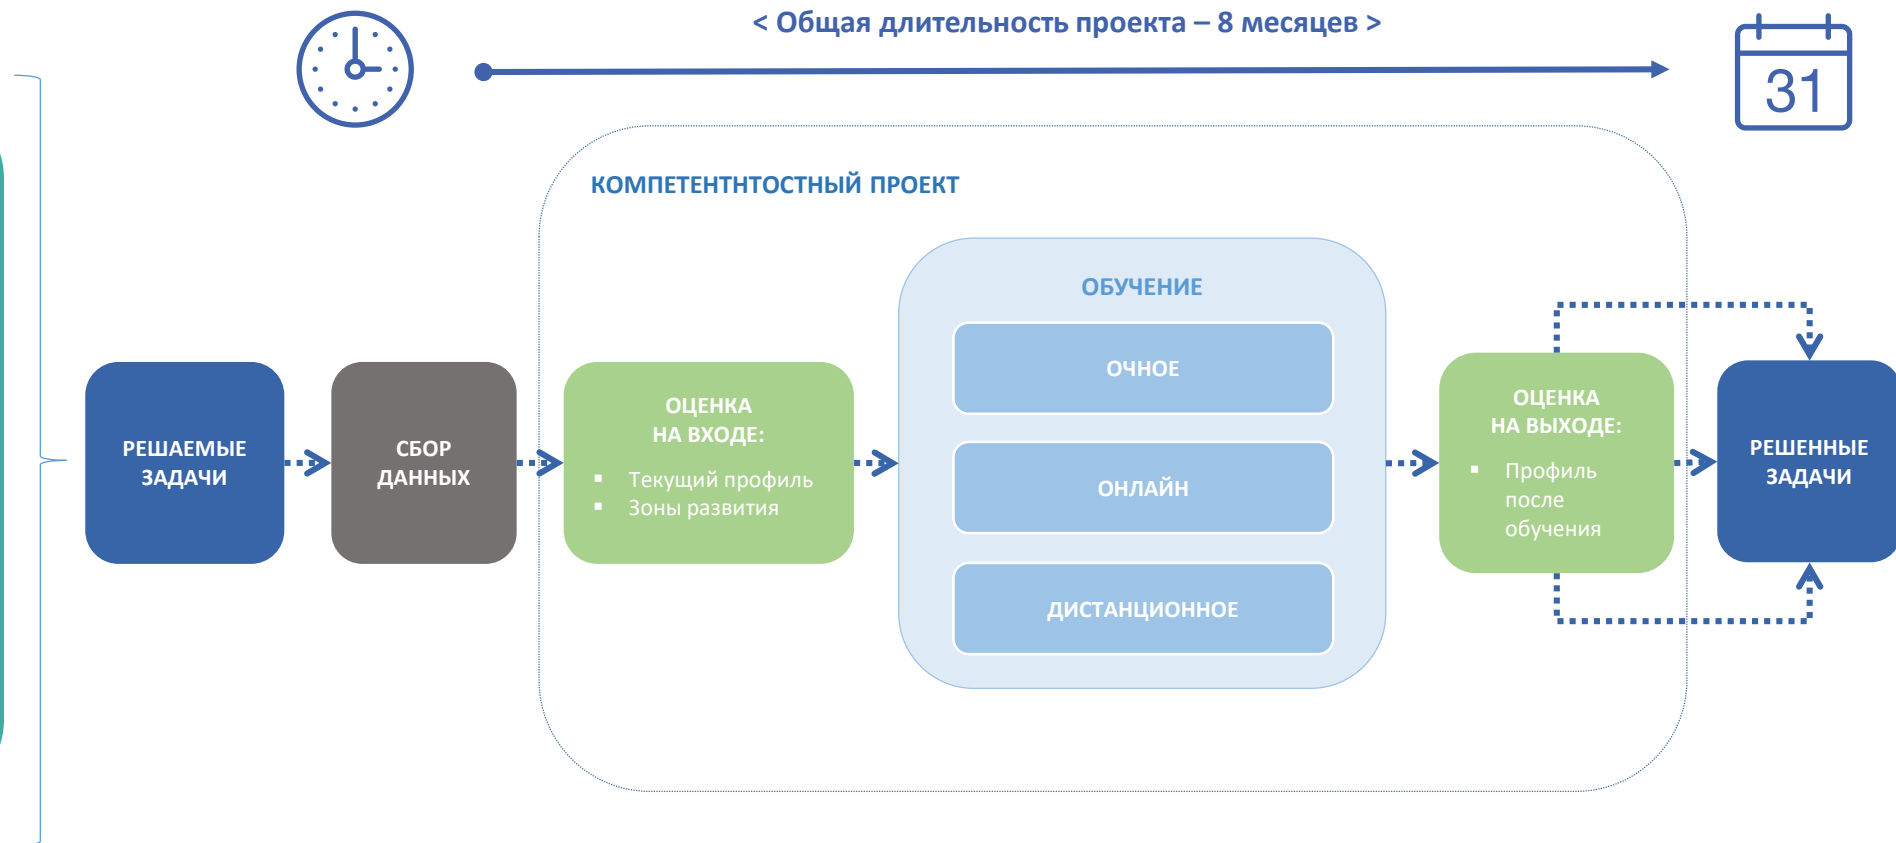 < Общая длительность проекта – 8 месяцев >
31
КОМПЕТЕНТНТОСТНЫЙ ПРОЕКТ
РЕШАЕМЫЕ
ЗАДАЧИ
СБОР
ДАННЫХ
ОЦЕНКА
НА ВХОДЕ:
▪ Текущий профиль
▪ Зоны развития
ОБУЧЕНИЕ
ОЧНОЕ
ОНЛАЙН
ДИСТАНЦИОННОЕ
ОЦЕНКА
НА ВЫХОДЕ:
▪ Профиль
после
обучения
РЕШЕННЫЕ
ЗАДАЧИ